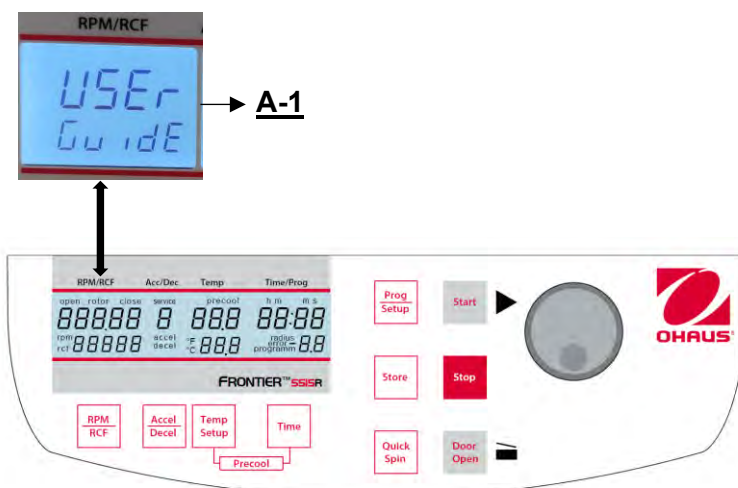 RPM/RCF
USEr
GuidE
A-1
RPM/RCF Acc/Dec Temp Time/Prog
open rotor close SERVICE precool h m m s
888.88 8 88.8 88:88
rpm
rcf 88888 accel
decel °F
°C 88.8 radius
error
programm 8.8
FRONTIER™ 5515R
RPM
RCF
Accel
Decel
Temp
Setup
Time
Precool
Prog
Setup
Start
Store
Stop
Quick
Spin
Door
Open
OHAUS®